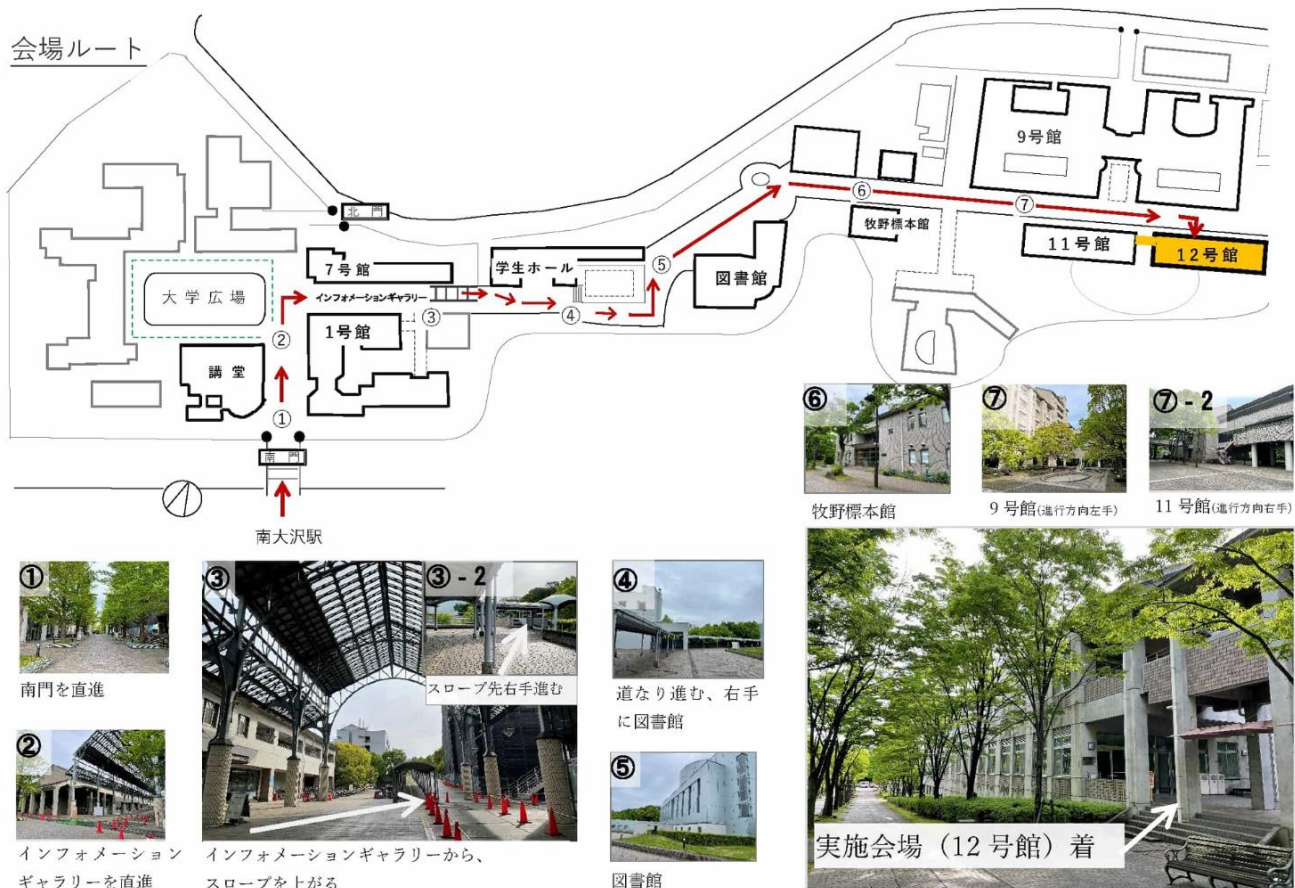 会場ルート
北 門
7号館
インフォメーションギャラリー
大 学 広 場
1号館
講 堂
学生ホール
図書館
牧野標本館
9号館
11号館
12号館
①
②
③
④
⑤
⑥
⑦
南 門
南大沢駅
⑥
牧野標本館
⑦
9号館(進行方向左手)
⑦-2
11号館(進行方向右手)
①
南門を直進
②
インフォメーション
ギャラリーを直進
③
③-2
スロープ先右手進む
インフォメーションギャラリーから、
スロープを上がる
④
道なり進む、右手
に図書館
⑤
図書館
実施会場（12号館）着